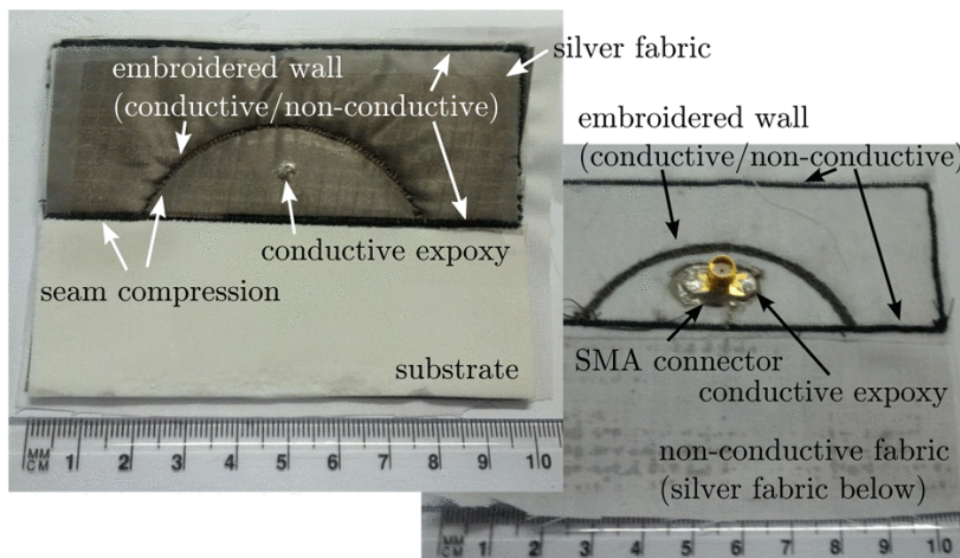 silver fabric
embroidered wall
(conductive/non-conductive)
conductive expoxy
seam compression
substrate
MM
CM 1 2 3 4 5 6 7 8 9 10
embroidered wall
(conductive/non-conductive)
SMA connector
conductive expoxy
non-conductive fabric
(silver fabric below)
MM
CM 1 2 3 4 5 6 7 8 9 10